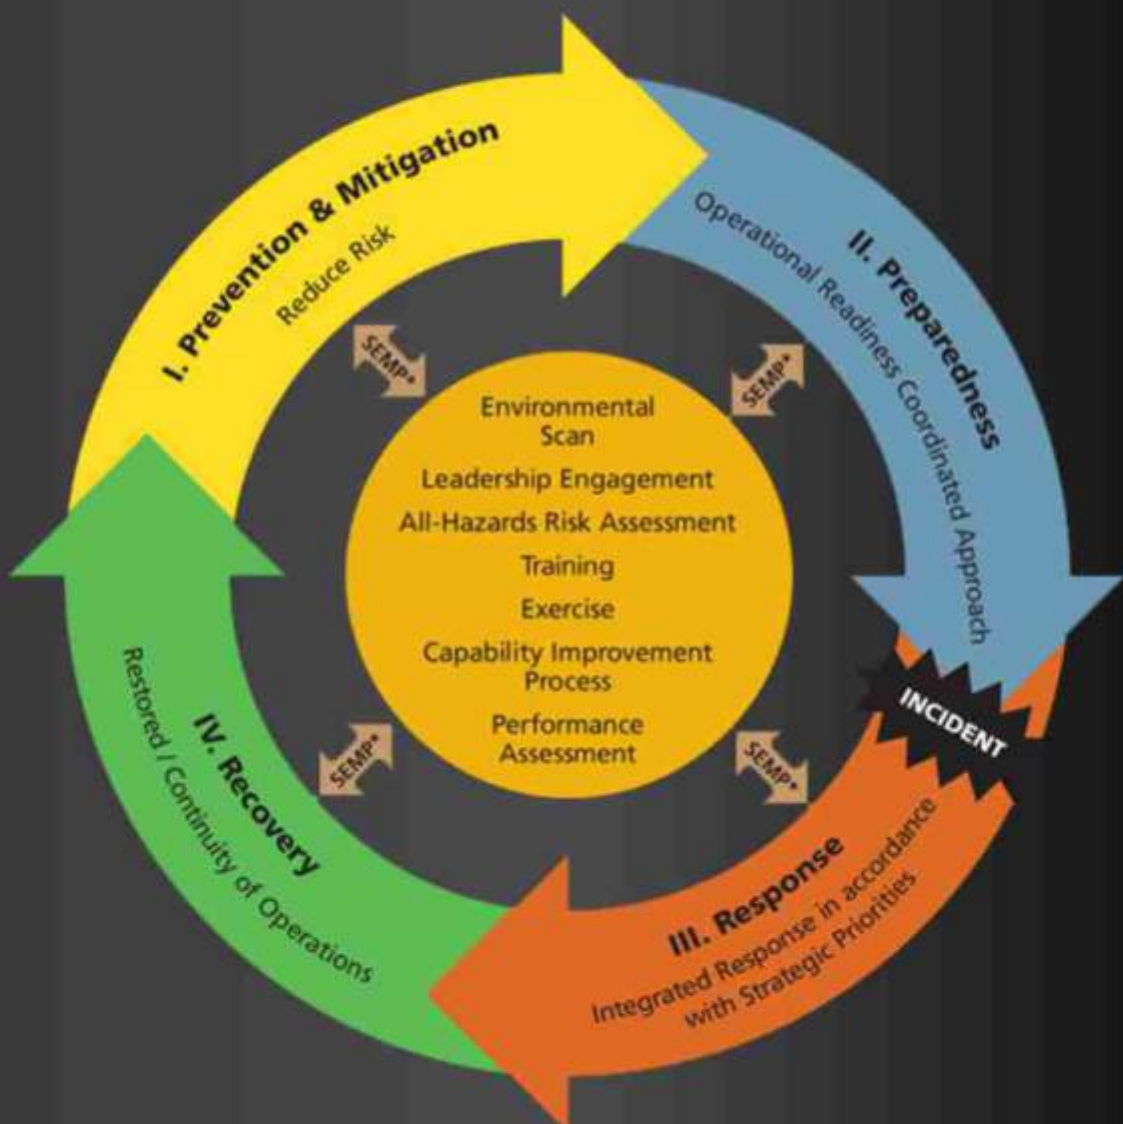 I. Prevention & Mitigation
Reduce Risk
II. Preparedness
Operational Readiness Coordinated Approach
INCIDENT
III. Response
Integrated Response in accordance
with Strategic Priorities
IV. Recovery
Restored / Continuity of Operations
SEMP*
SEMP*
SEMP*
SEMP*
Environmental
Scan
Leadership Engagement
All-Hazards Risk Assessment
Training
Exercise
Capability Improvement
Process
Performance
Assessment